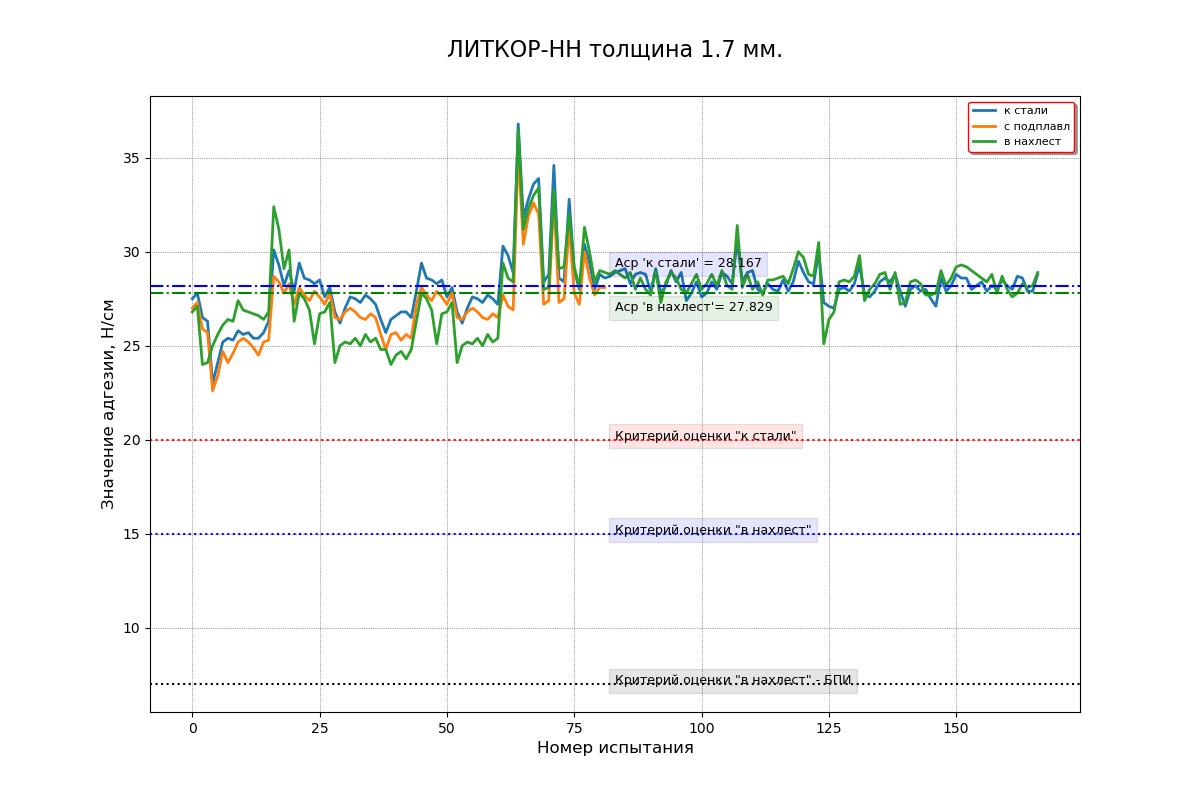 ЛИТКОР-НН толщина 1.7 мм.
к стали
с подплавл
в нахлест
Aср 'к стали' = 28.167
Aср 'в нахлест'= 27.829
Критерий оценки "к стали"
Критерий оценки "в нахлест"
Критерий оценки "в нахлест" - БПИ
Значение адгезии, Н/см
35
30
25
20
15
10
0
25
50
75
100
125
150
Номер испытания